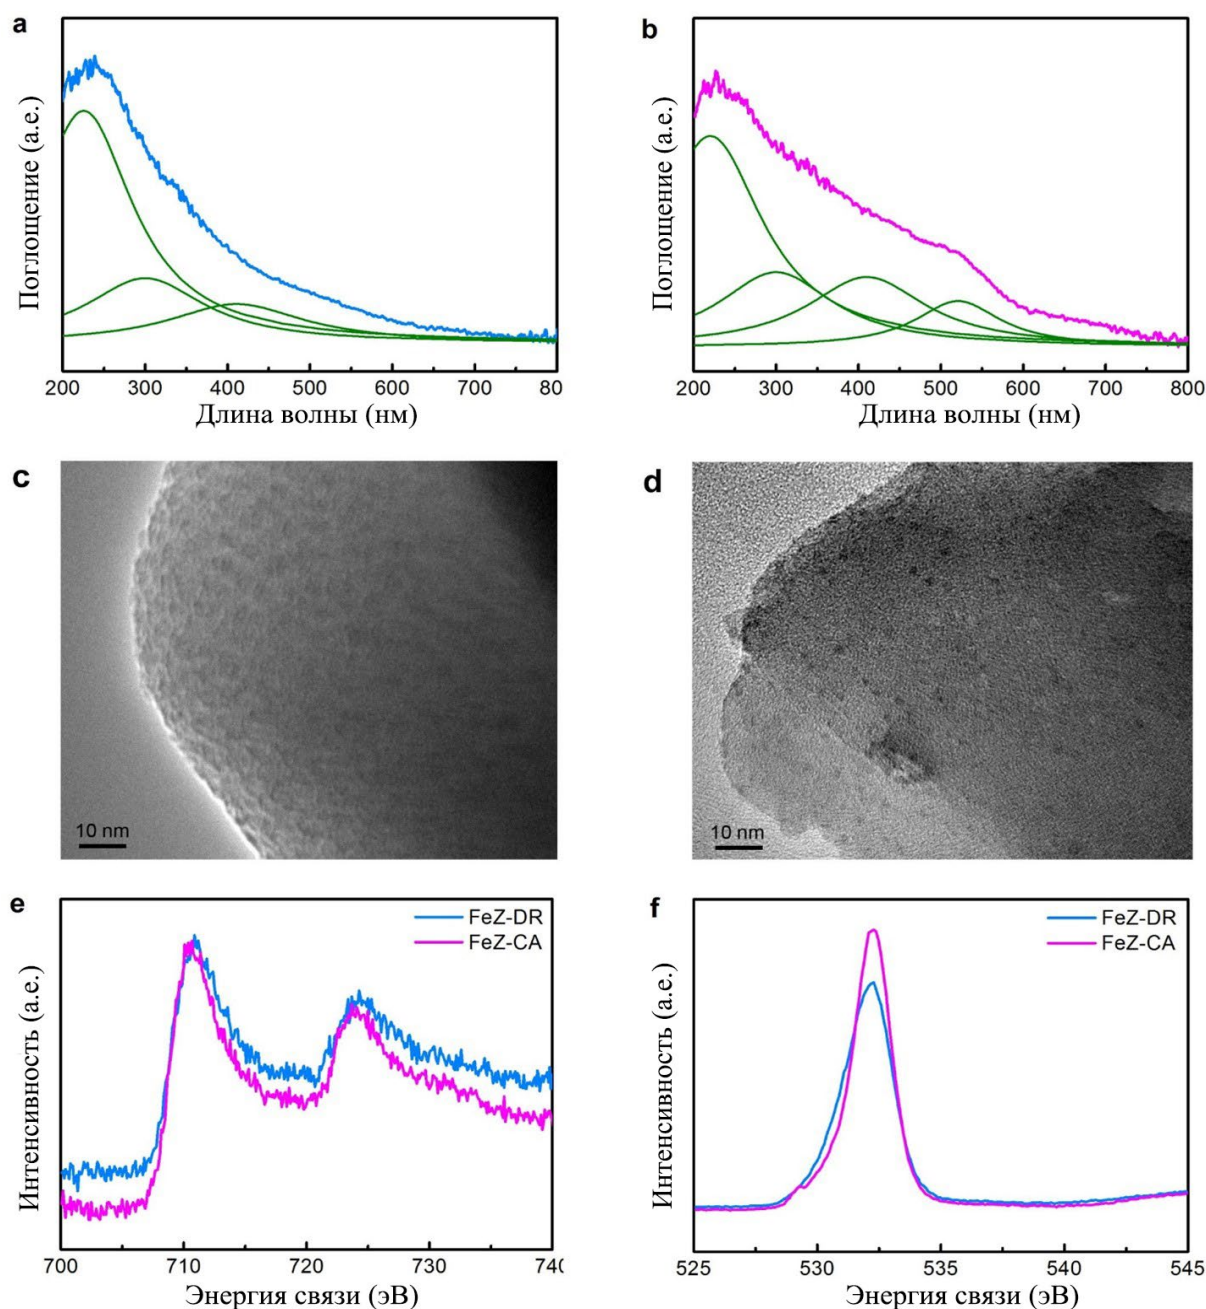 a
Поглощение (а.е.)
200 300 400 500 600 700 80
Длина волны (нм)
b
Поглощение (а.е.)
200 300 400 500 600 700 800
Длина волны (нм)
c
10 nm
d
10 nm
e
FeZ-DR
FeZ-CA
Интенсивность (а.е.)
700 710 720 730 740
Энергия связи (эВ)
f
FeZ-DR
FeZ-CA
Интенсивность (а.е.)
525 530 535 540 545
Энергия связи (эВ)